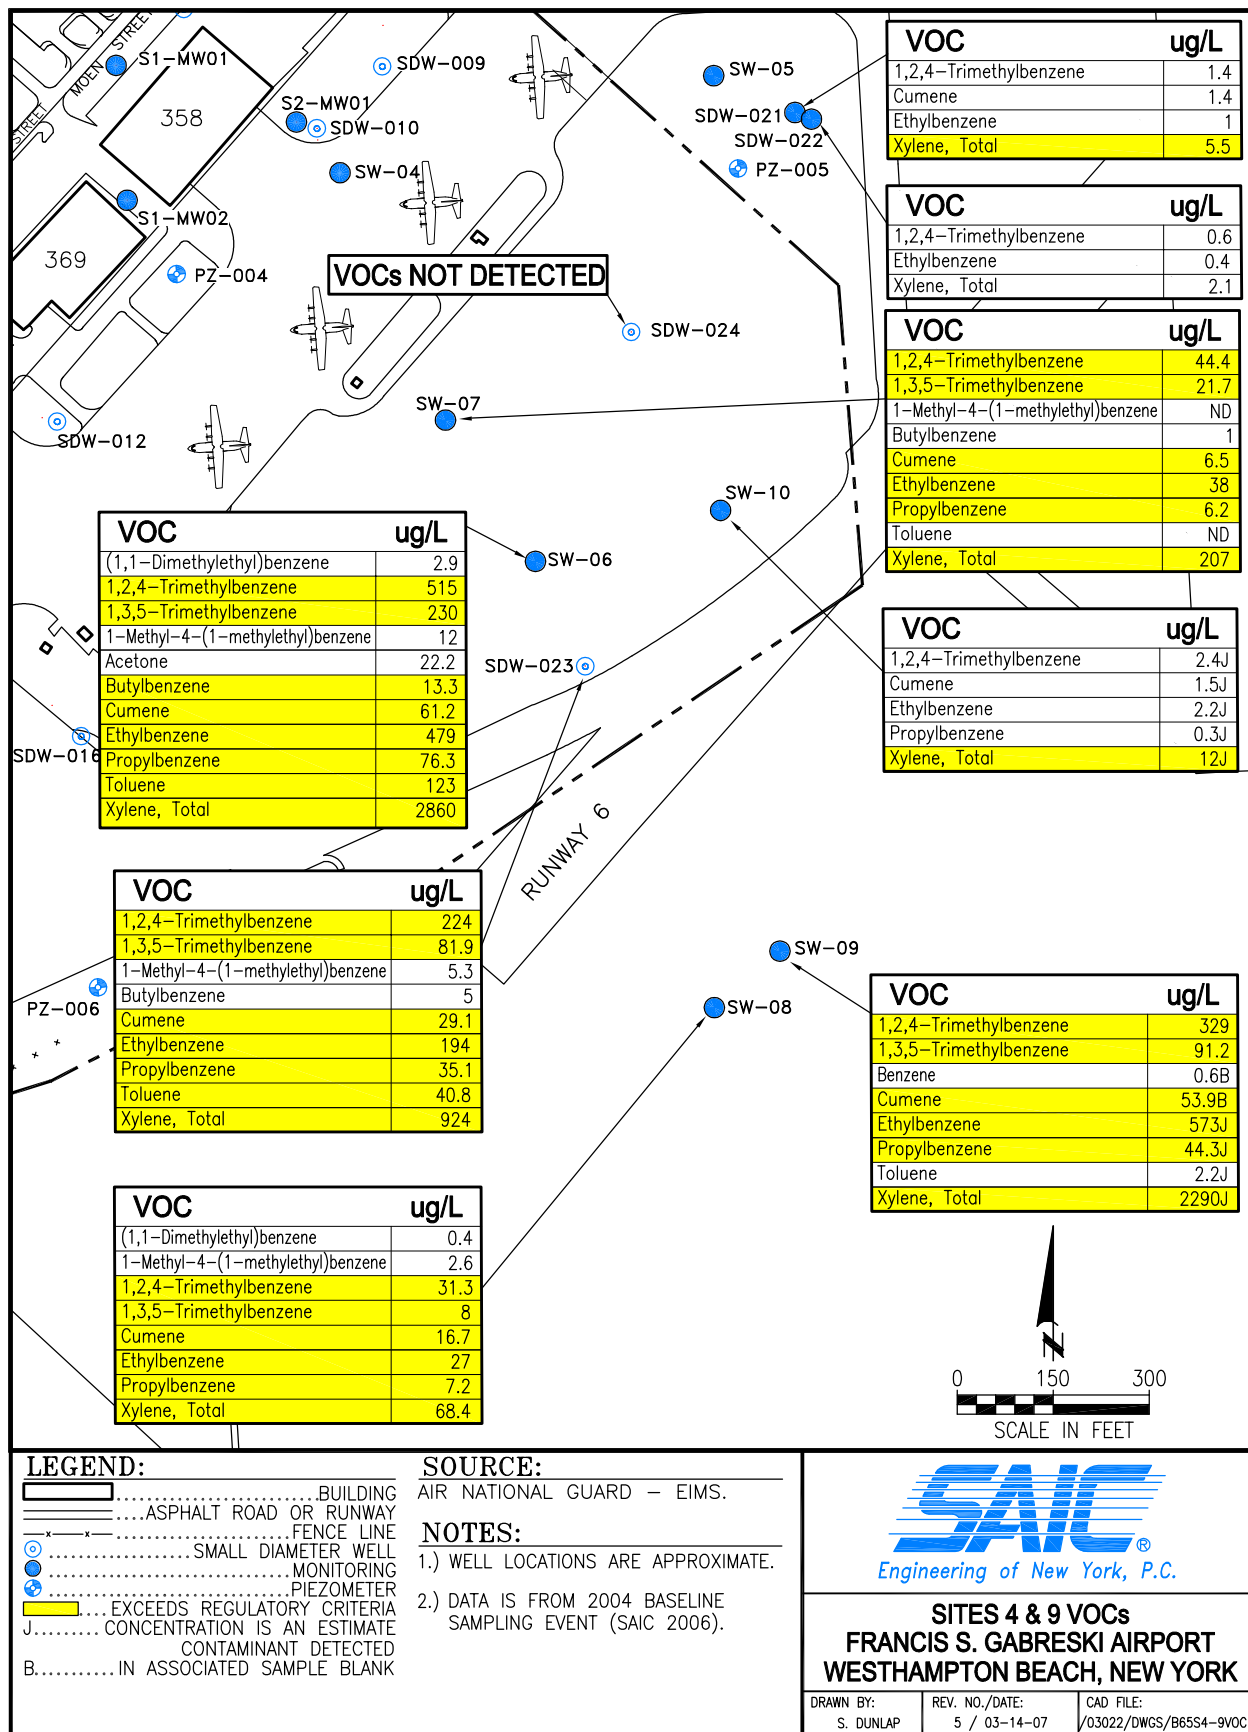 MOEN STREET
STREET
S1-MW01
358
S2-MW01
SDW-009
SDW-010
SW-04
S1-MW02
369
PZ-004
VOCs NOT DETECTED
SDW-024
SW-05
SDW-021
SDW-022
PZ-005
VOC ug/L
1,2,4-Trimethylbenzene 1.4
Cumene 1.4
Ethylbenzene 1
Xylene, Total 5.5
VOC ug/L
1,2,4-Trimethylbenzene 0.6
Ethylbenzene 0.4
Xylene, Total 2.1
VOC ug/L
1,2,4-Trimethylbenzene 44.4
1,3,5-Trimethylbenzene 21.7
1-Methyl-4-(1-methylethyl)benzene ND
Butylbenzene 1
Cumene 6.5
Ethylbenzene 38
Propylbenzene 6.2
Toluene ND
Xylene, Total 207
SW-07
SDW-012
SW-10
VOC ug/L
(1,1-Dimethylethyl)benzene 2.9
1,2,4-Trimethylbenzene 515
1,3,5-Trimethylbenzene 230
1-Methyl-4-(1-methylethyl)benzene 12
Acetone 22.2
Butylbenzene 13.3
Cumene 61.2
Ethylbenzene 479
Propylbenzene 76.3
Toluene 123
Xylene, Total 2860
SW-06
SDW-023
SDW-016
VOC ug/L
1,2,4-Trimethylbenzene 2.4J
Cumene 1.5J
Ethylbenzene 2.2J
Propylbenzene 0.3J
Xylene, Total 12J
RUNWAY 6
VOC ug/L
1,2,4-Trimethylbenzene 224
1,3,5-Trimethylbenzene 81.9
1-Methyl-4-(1-methylethyl)benzene 5.3
Butylbenzene 5
Cumene 29.1
Ethylbenzene 194
Propylbenzene 35.1
Toluene 40.8
Xylene, Total 924
PZ-006
SW-09
SW-08
VOC ug/L
1,2,4-Trimethylbenzene 329
1,3,5-Trimethylbenzene 91.2
Benzene 0.6B
Cumene 53.9B
Ethylbenzene 573J
Propylbenzene 44.3J
Toluene 2.2J
Xylene, Total 2290J
VOC ug/L
(1,1-Dimethylethyl)benzene 0.4
1-Methyl-4-(1-methylethyl)benzene 2.6
1,2,4-Trimethylbenzene 31.3
1,3,5-Trimethylbenzene 8
Cumene 16.7
Ethylbenzene 27
Propylbenzene 7.2
Xylene, Total 68.4
N
0 150 300
SCALE IN FEET
LEGEND:
BUILDING
ASPHALT ROAD OR RUNWAY
x x FENCE LINE
SMALL DIAMETER WELL
MONITORING
PIEZOMETER
EXCEEDS REGULATORY CRITERIA
J......... CONCENTRATION IS AN ESTIMATE
CONTAMINANT DETECTED
B.......... IN ASSOCIATED SAMPLE BLANK
SOURCE:
AIR NATIONAL GUARD - EIMS.
NOTES:
1.) WELL LOCATIONS ARE APPROXIMATE.
2.) DATA IS FROM 2004 BASELINE
SAMPLING EVENT (SAIC 2006).
SAIC ®
Engineering of New York, P.C.
SITES 4 & 9 VOCs
FRANCIS S. GABRESKI AIRPORT
WESTHAMPTON BEACH, NEW YORK
DRAWN BY: REV. NO./DATE: CAD FILE:
S. DUNLAP 5 / 03-14-07 /03022/DWGS/B65S4-9VOC